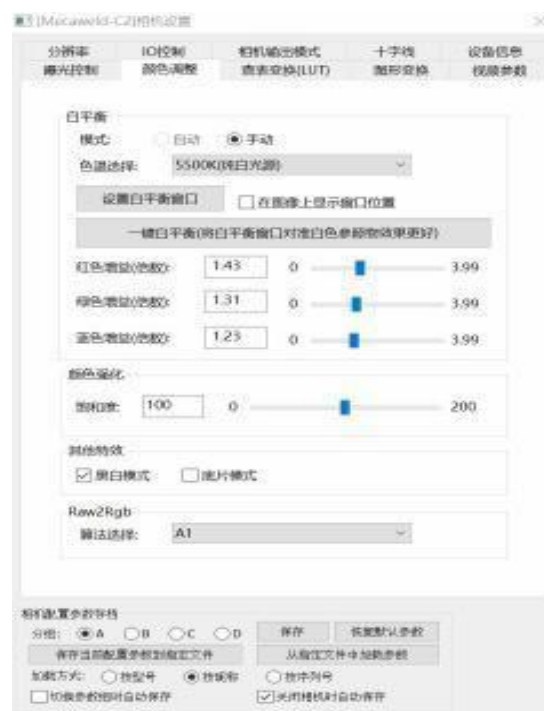 [Mecaweld-C2]相机设置
分辨率 IO控制 相机输出模式 十字线 设备信息
曝光控制 颜色调整 查表变换(LUT) 图形变换 视频参数
白平衡
模式: 自动 手动
色温选择: 5500K(纯白光源)
设置白平衡窗口 在图像上显示窗口位置
一键白平衡(将白平衡窗口对准白色参照物效果更好)
红色增益(倍数): 1.43 0 3.99
绿色增益(倍数): 1.31 0 3.99
蓝色增益(倍数): 1.23 0 3.99
颜色强化
饱和度: 100 0 200
其他特效
黑白模式 底片模式
Raw2Rgb
算法选择: A1
相机配置参数存档
分组: A B C D 保存 恢复默认参数
保存当前配置参数到指定文件 从指定文件中加载参数
加载方式: 按型号 按昵称 按序列号
切换参数组时自动保存 关闭相机时自动保存